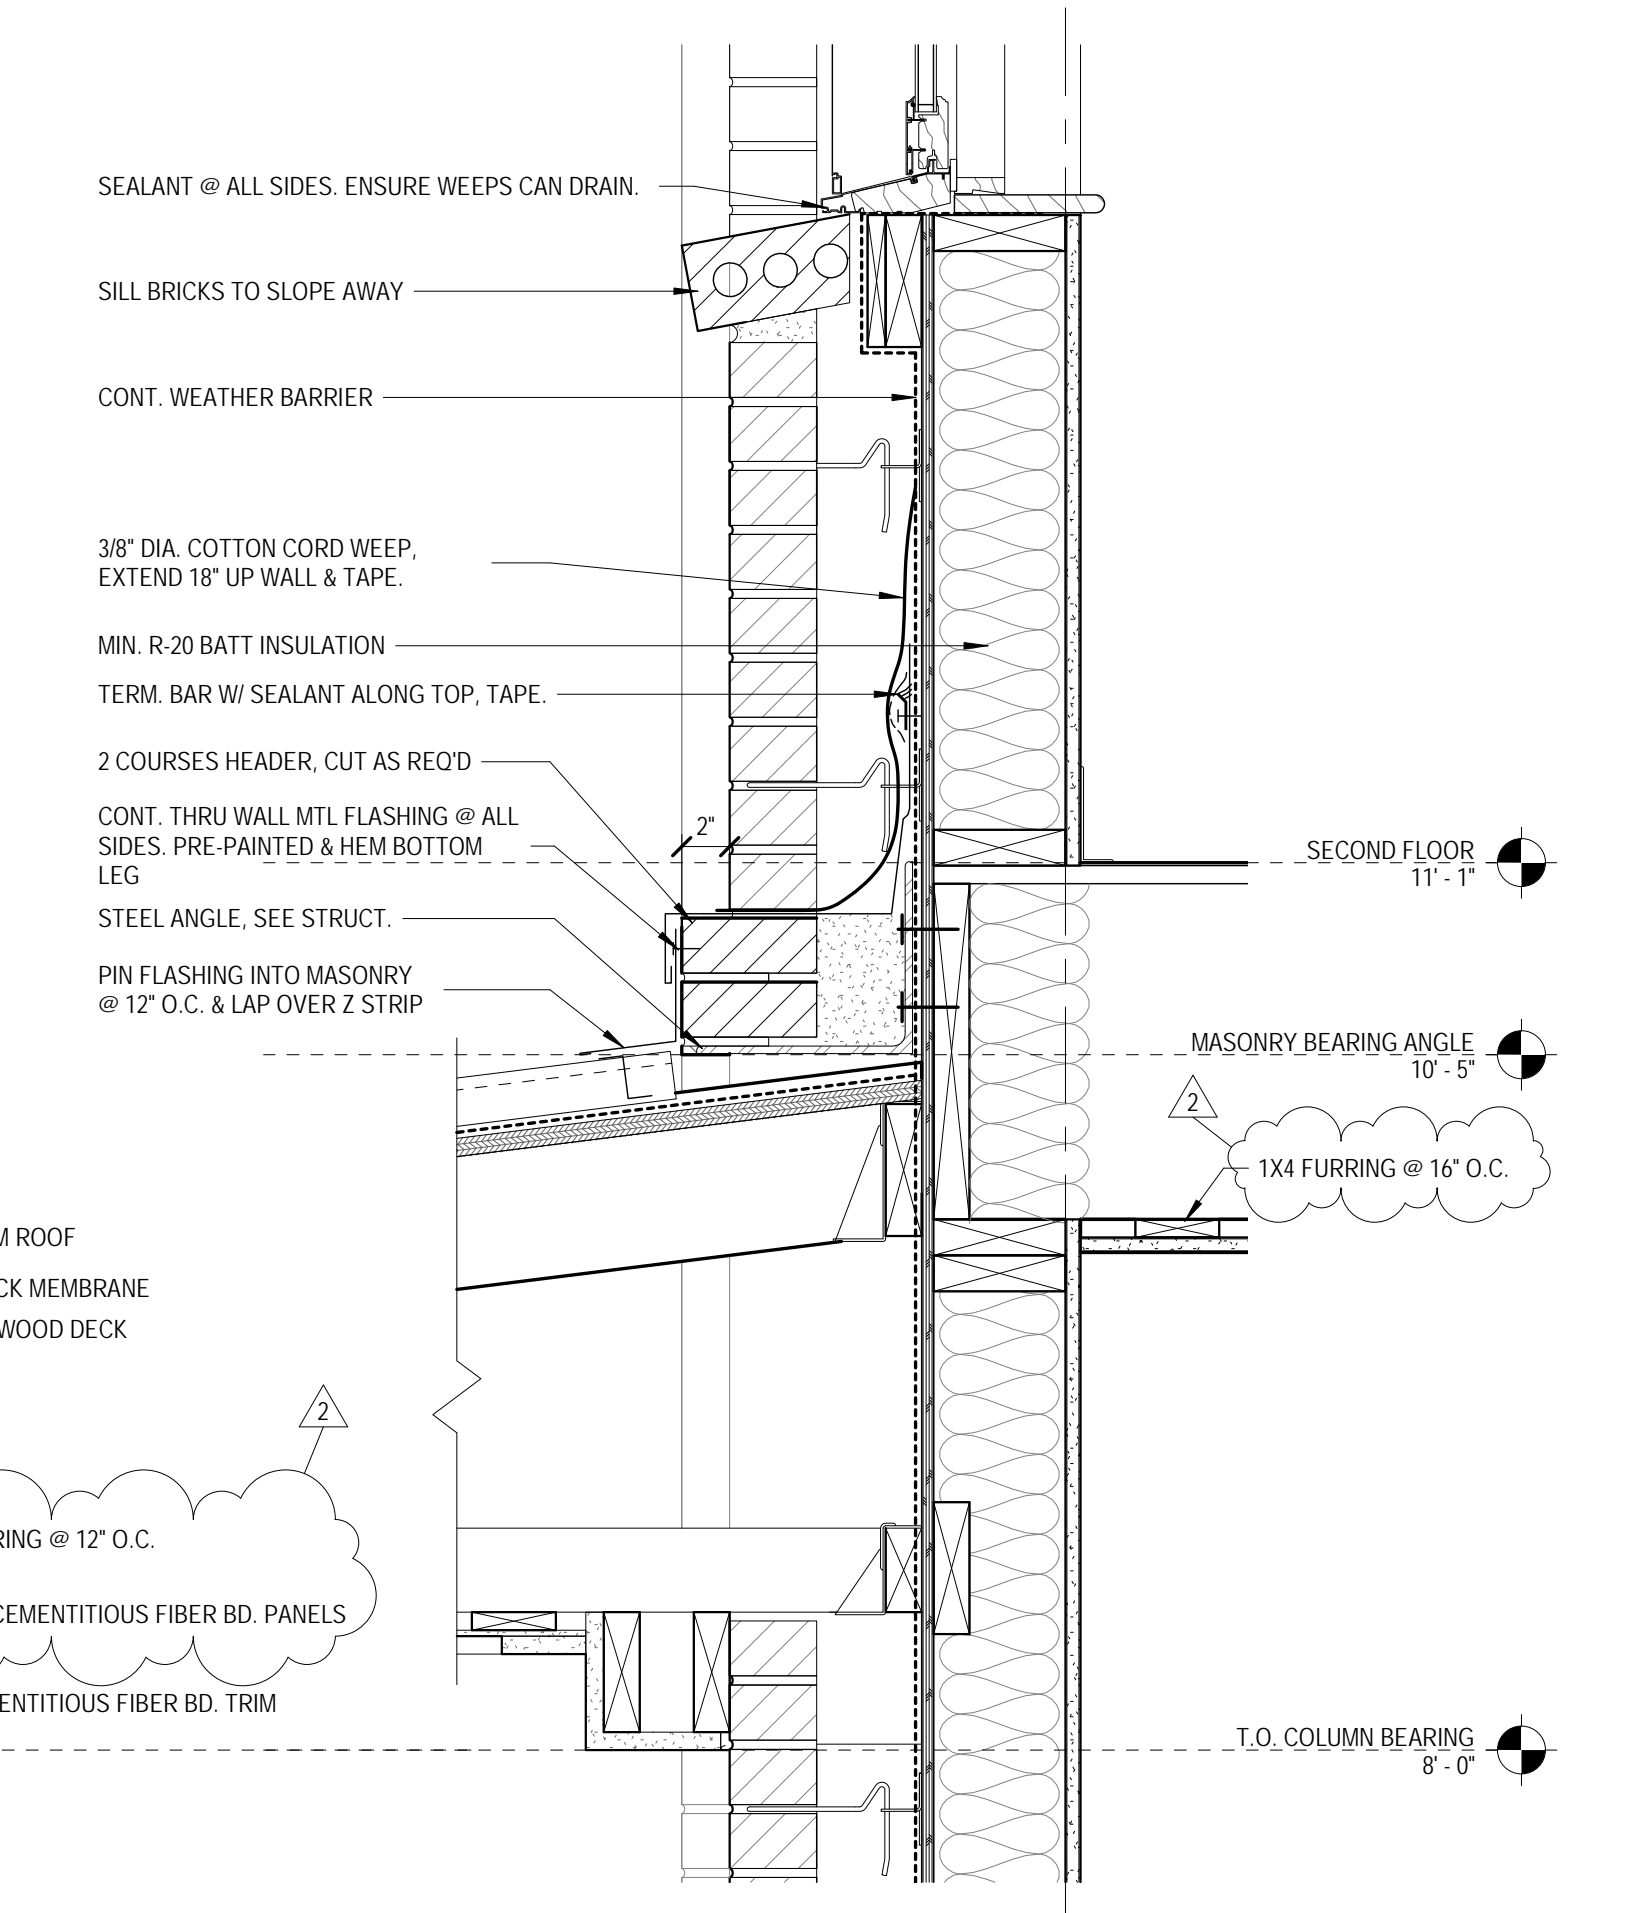 SEALANT @ ALL SIDES. ENSURE WEEPS CAN DRAIN.
SILL BRICKS TO SLOPE AWAY
CONT. WEATHER BARRIER
3/8" DIA. COTTON CORD WEEP,
EXTEND 18" UP WALL & TAPE.
MIN. R-20 BATT INSULATION
TERM. BAR W/ SEALANT ALONG TOP, TAPE.
2 COURSES HEADER, CUT AS REQ'D
CONT. THRU WALL MTL FLASHING @ ALL
SIDES. PRE-PAINTED & HEM BOTTOM
LEG
2"
STEEL ANGLE, SEE STRUCT.
PIN FLASHING INTO MASONRY
@ 12" O.C. & LAP OVER Z STRIP
SECOND FLOOR
11' - 1"
MASONRY BEARING ANGLE
10' - 5"
2
1X4 FURRING @ 16" O.C.
M ROOF
CK MEMBRANE
WOOD DECK
2
RING @ 12" O.C.
CEMENTITIOUS FIBER BD. PANELS
ENTITIOUS FIBER BD. TRIM
T.O. COLUMN BEARING
8' - 0"